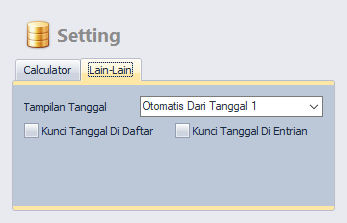 Setting
Calculator Lain-Lain
Tampilan Tanggal Otomatis Dari Tanggal 1
Kunci Tanggal Di Daftar Kunci Tanggal Di Entrian